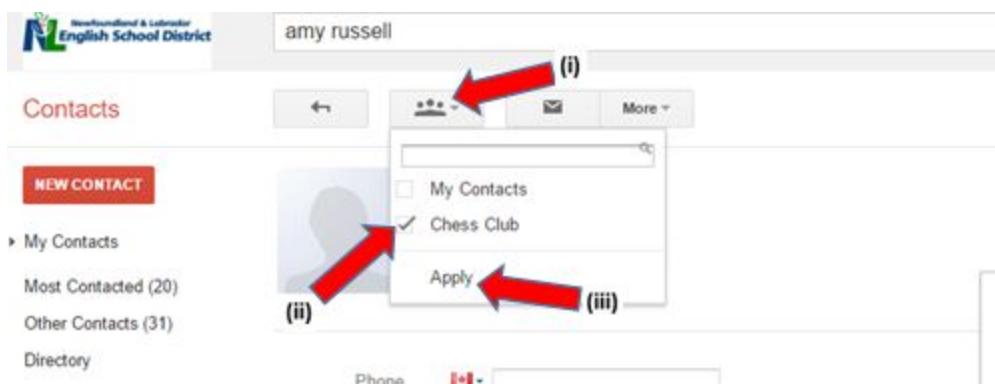 Newfoundland & Labrador
English School District
amy russell
(i)
Contacts
More
NEW CONTACT
My Contacts
Chess Club
My Contacts
Apply
Most Contacted (20)
(ii)
(iii)
Other Contacts (31)
Directory
Phone